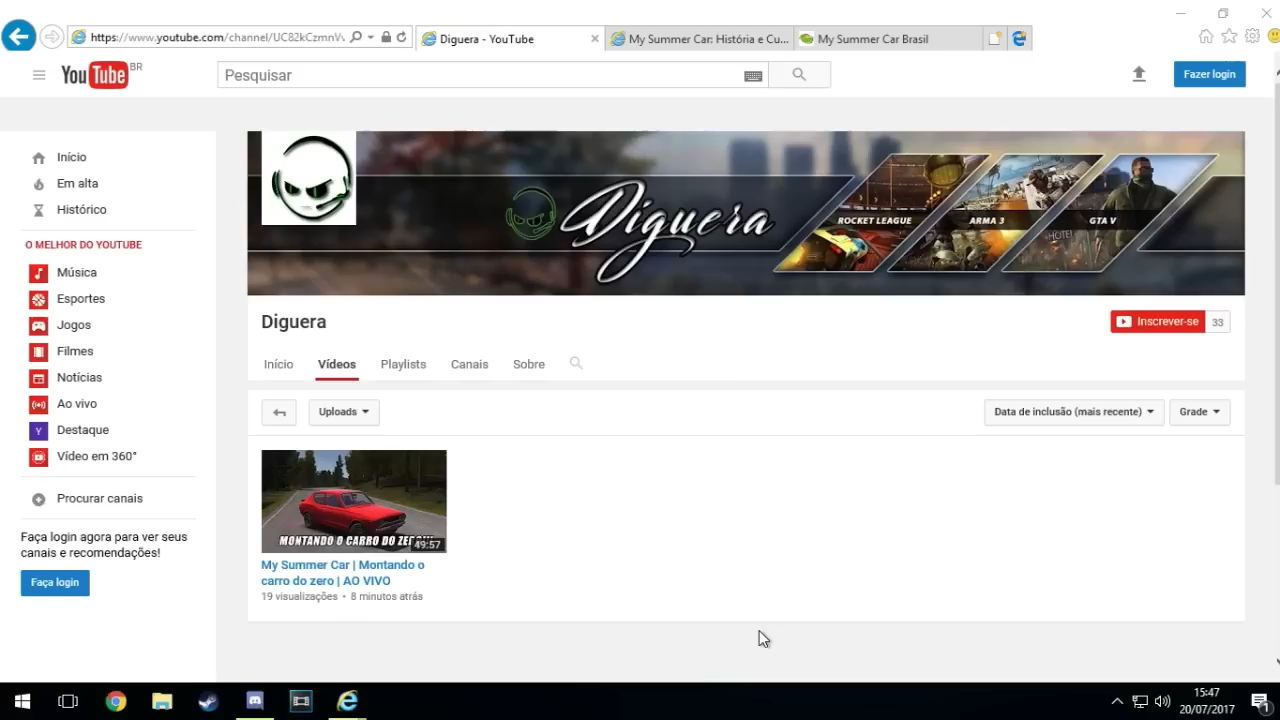 https://www.youtube.com/channel/UC82kCzmnV
Diguera - YouTube
My Summer Car: História e Cu...
My Summer Car Brasil
YouTube BR
Pesquisar
Fazer login
Início
Em alta
Histórico
O MELHOR DO YOUTUBE
Música
Esportes
Jogos
Filmes
Notícias
Ao vivo
Destaque
Vídeo em 360°
Procurar canais
Faça login agora para ver seus
canais e recomendações!
Faça login
Diguera
ROCKET LEAGUE
ARMA 3
GTA V
HOTEL
Diguera
Inscrever-se 33
Início
Vídeos
Playlists
Canais
Sobre
Uploads
Data de inclusão (mais recente)
Grade
MONTANDO O CARRO DO
49:57
My Summer Car | Montando o
carro do zero | AO VIVO
19 visualizações • 8 minutos atrás
15:47
20/07/2017
1